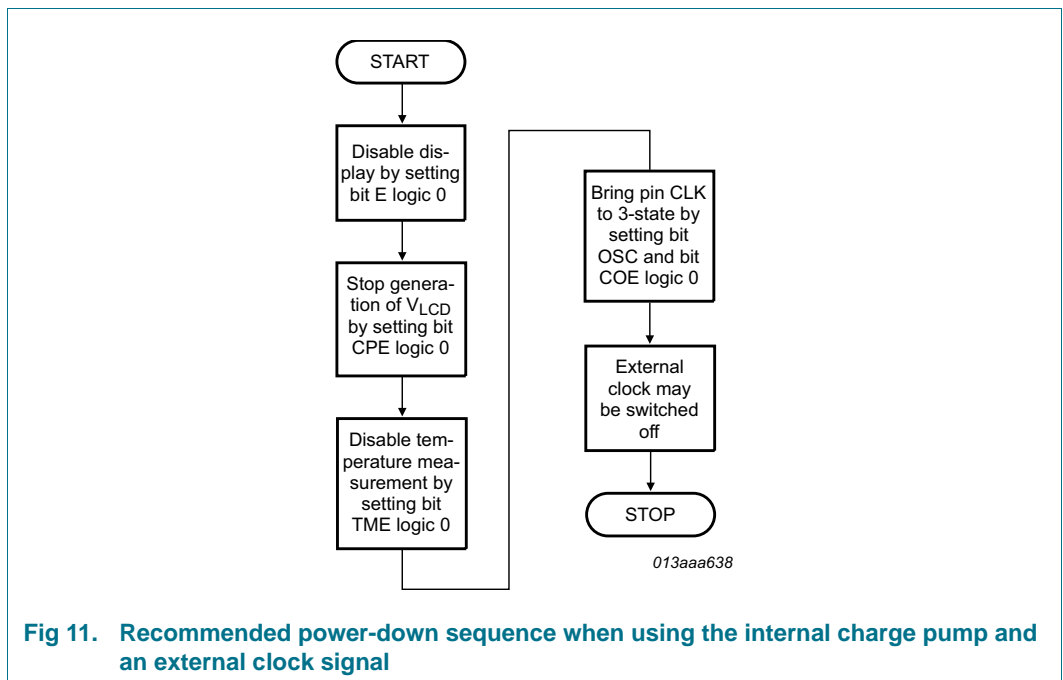 START
Disable dis-
play by setting
bit E logic 0
Stop genera-
tion of VLCD
by setting bit
CPE logic 0
Disable tem-
perature mea-
surement by
setting bit
TME logic 0
Bring pin CLK
to 3-state by
setting bit
OSC and bit
COE logic 0
External
clock may
be switched
off
STOP
013aaa638
Fig 11. Recommended power-down sequence when using the internal charge pump and
an external clock signal